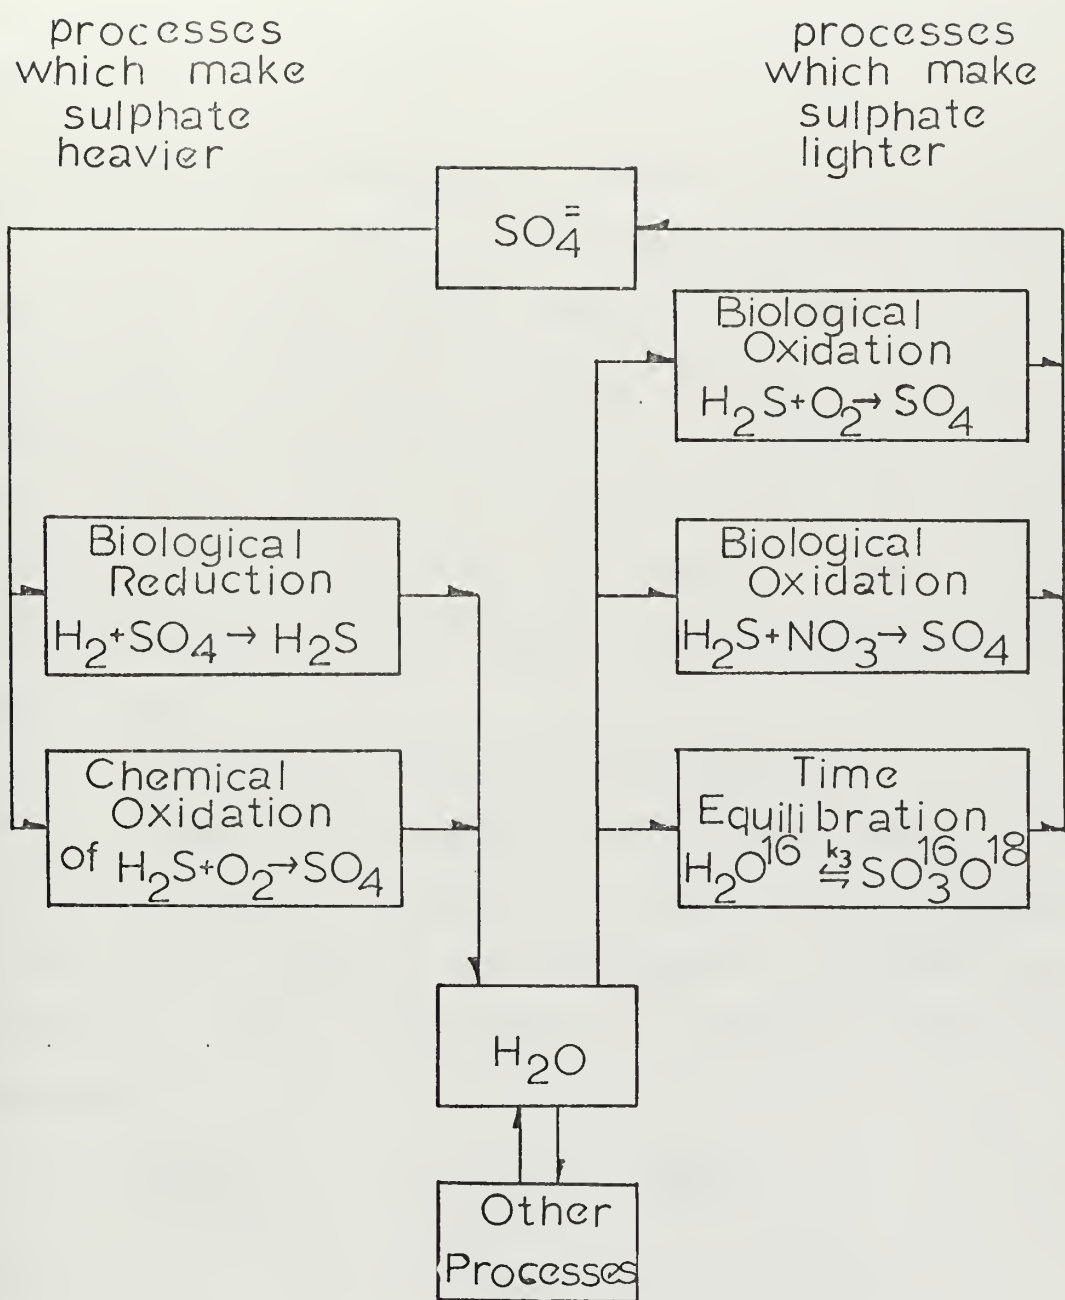 processes
which make
sulphate
heavier
processes
which make
sulphate
lighter
SO₄⁼
Biological
Oxidation
H₂S+O₂→SO₄
Biological
Reduction
H₂+SO₄→H₂S
Biological
Oxidation
H₂S+NO₃→SO₄
Chemical
Oxidation
of H₂S+O₂→SO₄
Time
Equilibration
H₂O¹⁶ k₃ ⇋ SO₃¹⁶O¹⁸
H₂O
Other
Processes